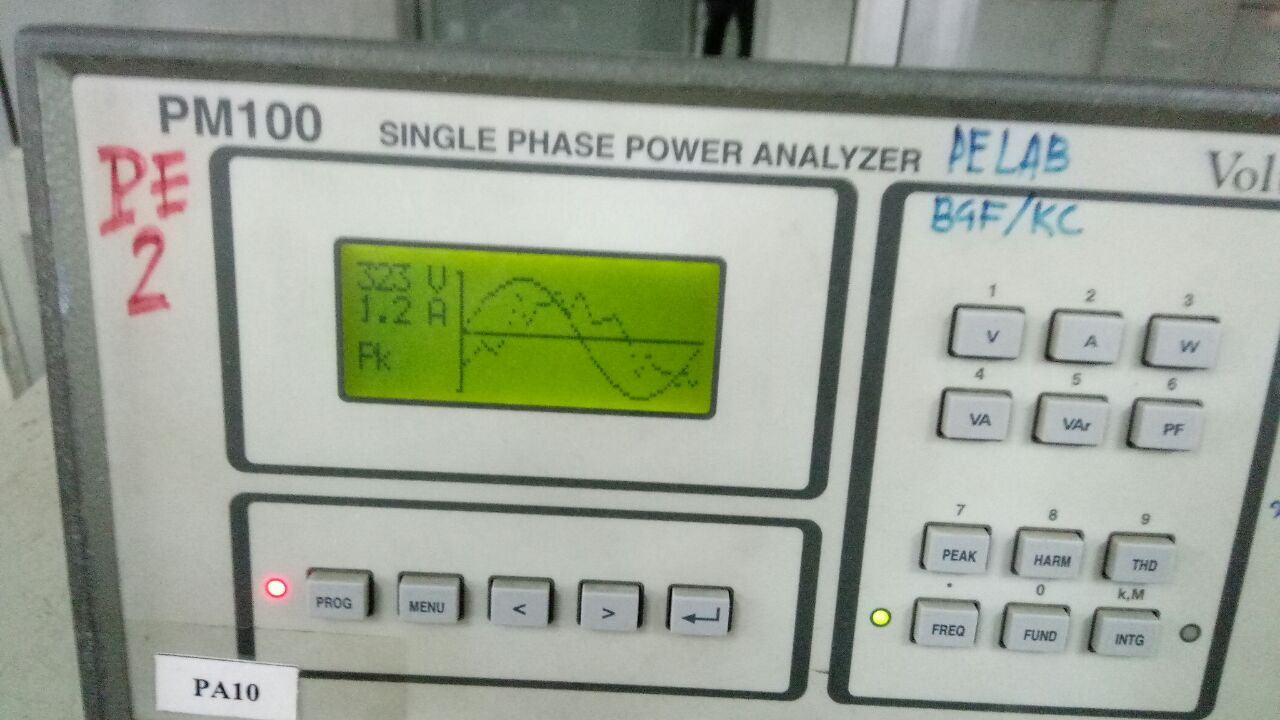 PM100 SINGLE PHASE POWER ANALYZER PE LAB
PE
2
BGF/KC
323 V
1.2 A
Pk
1 2 3
V A W
4 5 6
VA VAr PF
7 8 9
PEAK HARM THD
. 0 k,M
FREQ FUND INTG
PROG MENU < >
PA10